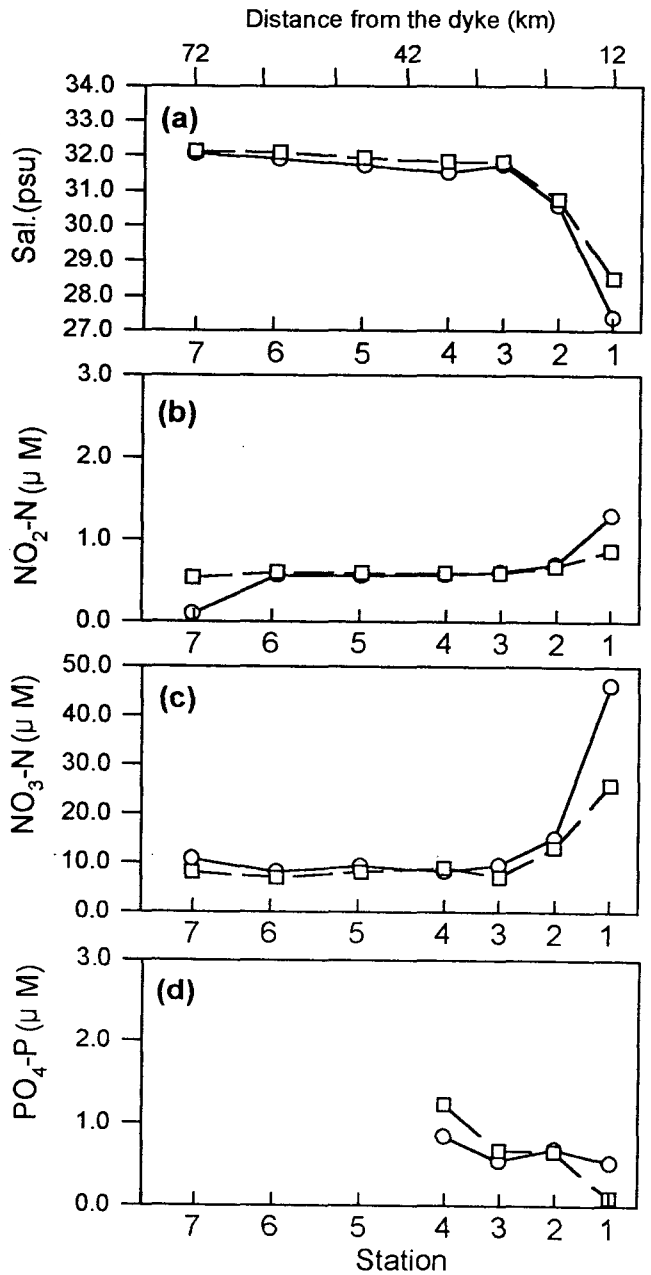 Distance from the dyke (km)
72 42 12
34.0
33.0
32.0
31.0
30.0
29.0
28.0
27.0
Sal.(psu)
(a)
7 6 5 4 3 2 1
3.0
2.0
1.0
0.0
NO₂-N (μ M)
(b)
7 6 5 4 3 2 1
50.0
40.0
30.0
20.0
10.0
0.0
NO₃-N (μ M)
(c)
7 6 5 4 3 2 1
3.0
2.0
1.0
0.0
PO₄-P (μ M)
(d)
7 6 5 4 3 2 1
Station